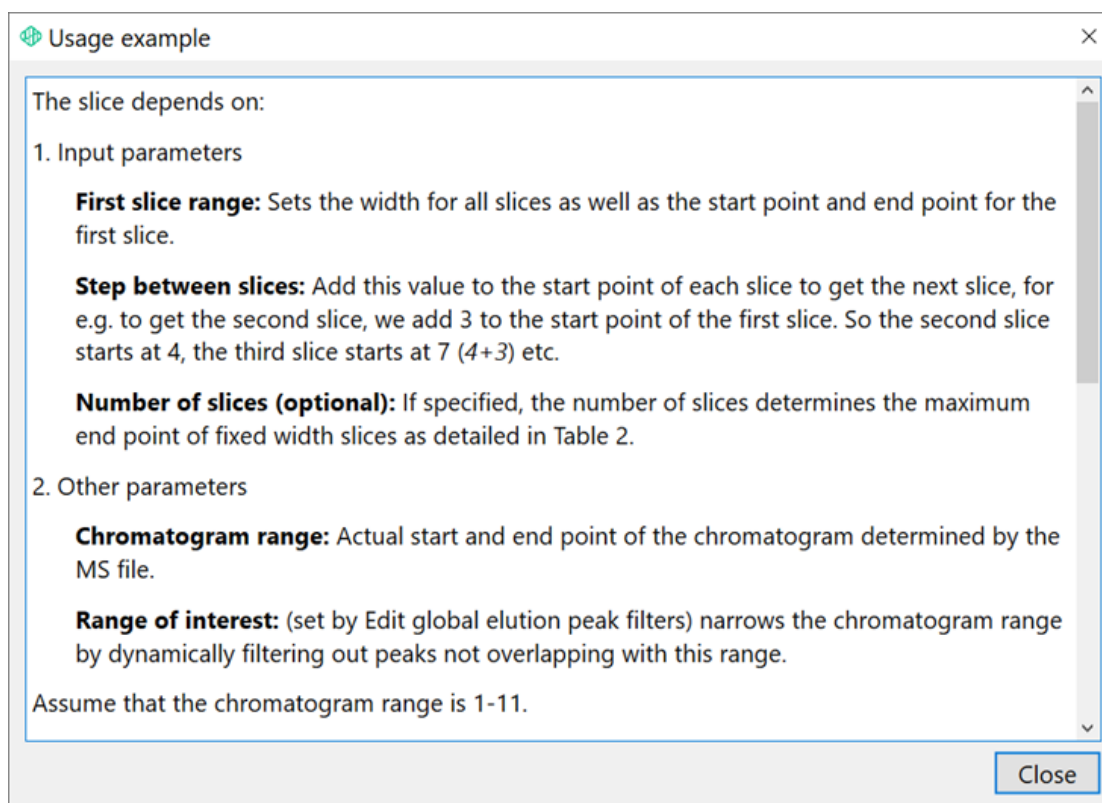 Usage example
The slice depends on:
1. Input parameters
First slice range: Sets the width for all slices as well as the start point and end point for the
first slice.
Step between slices: Add this value to the start point of each slice to get the next slice, for
e.g. to get the second slice, we add 3 to the start point of the first slice. So the second slice
starts at 4, the third slice starts at 7 (4+3) etc.
Number of slices (optional): If specified, the number of slices determines the maximum
end point of fixed width slices as detailed in Table 2.
2. Other parameters
Chromatogram range: Actual start and end point of the chromatogram determined by the
MS file.
Range of interest: (set by Edit global elution peak filters) narrows the chromatogram range
by dynamically filtering out peaks not overlapping with this range.
Assume that the chromatogram range is 1-11.
Close